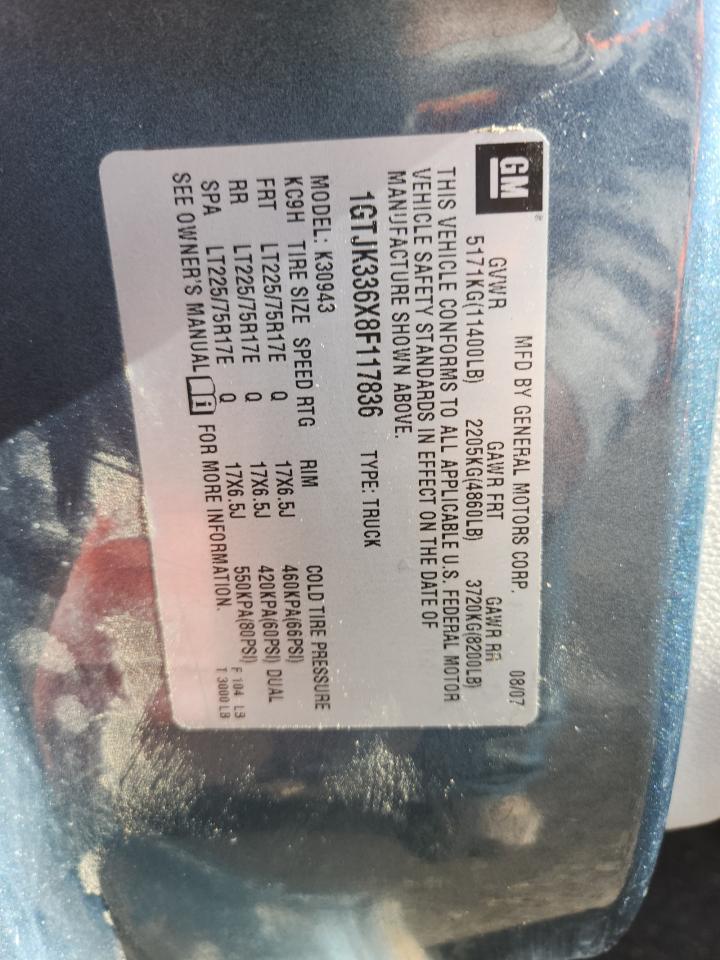 GM®
MFD BY GENERAL MOTORS CORP. 08/07
GVWR GAWR FRT GAWR RR
5171KG(11400LB) 2205KG(4860LB) 3720KG(8200LB)
THIS VEHICLE CONFORMS TO ALL APPLICABLE U.S. FEDERAL MOTOR
VEHICLE SAFETY STANDARDS IN EFFECT ON THE DATE OF
MANUFACTURE SHOWN ABOVE.
1GTJK336X8F117836 TYPE: TRUCK
MODEL: K30943
KC9H TIRE SIZE SPEED RTG RIM COLD TIRE PRESSURE
FRT LT225/75R17E Q 17X6.5J 460KPA(66PSI)
RR LT225/75R17E Q 17X6.5J 420KPA(60PSI) DUAL
SPA LT225/75R17E Q 17X6.5J 550KPA(80PSI) F 104 LB
SEE OWNER'S MANUAL i FOR MORE INFORMATION. T 3000 LB